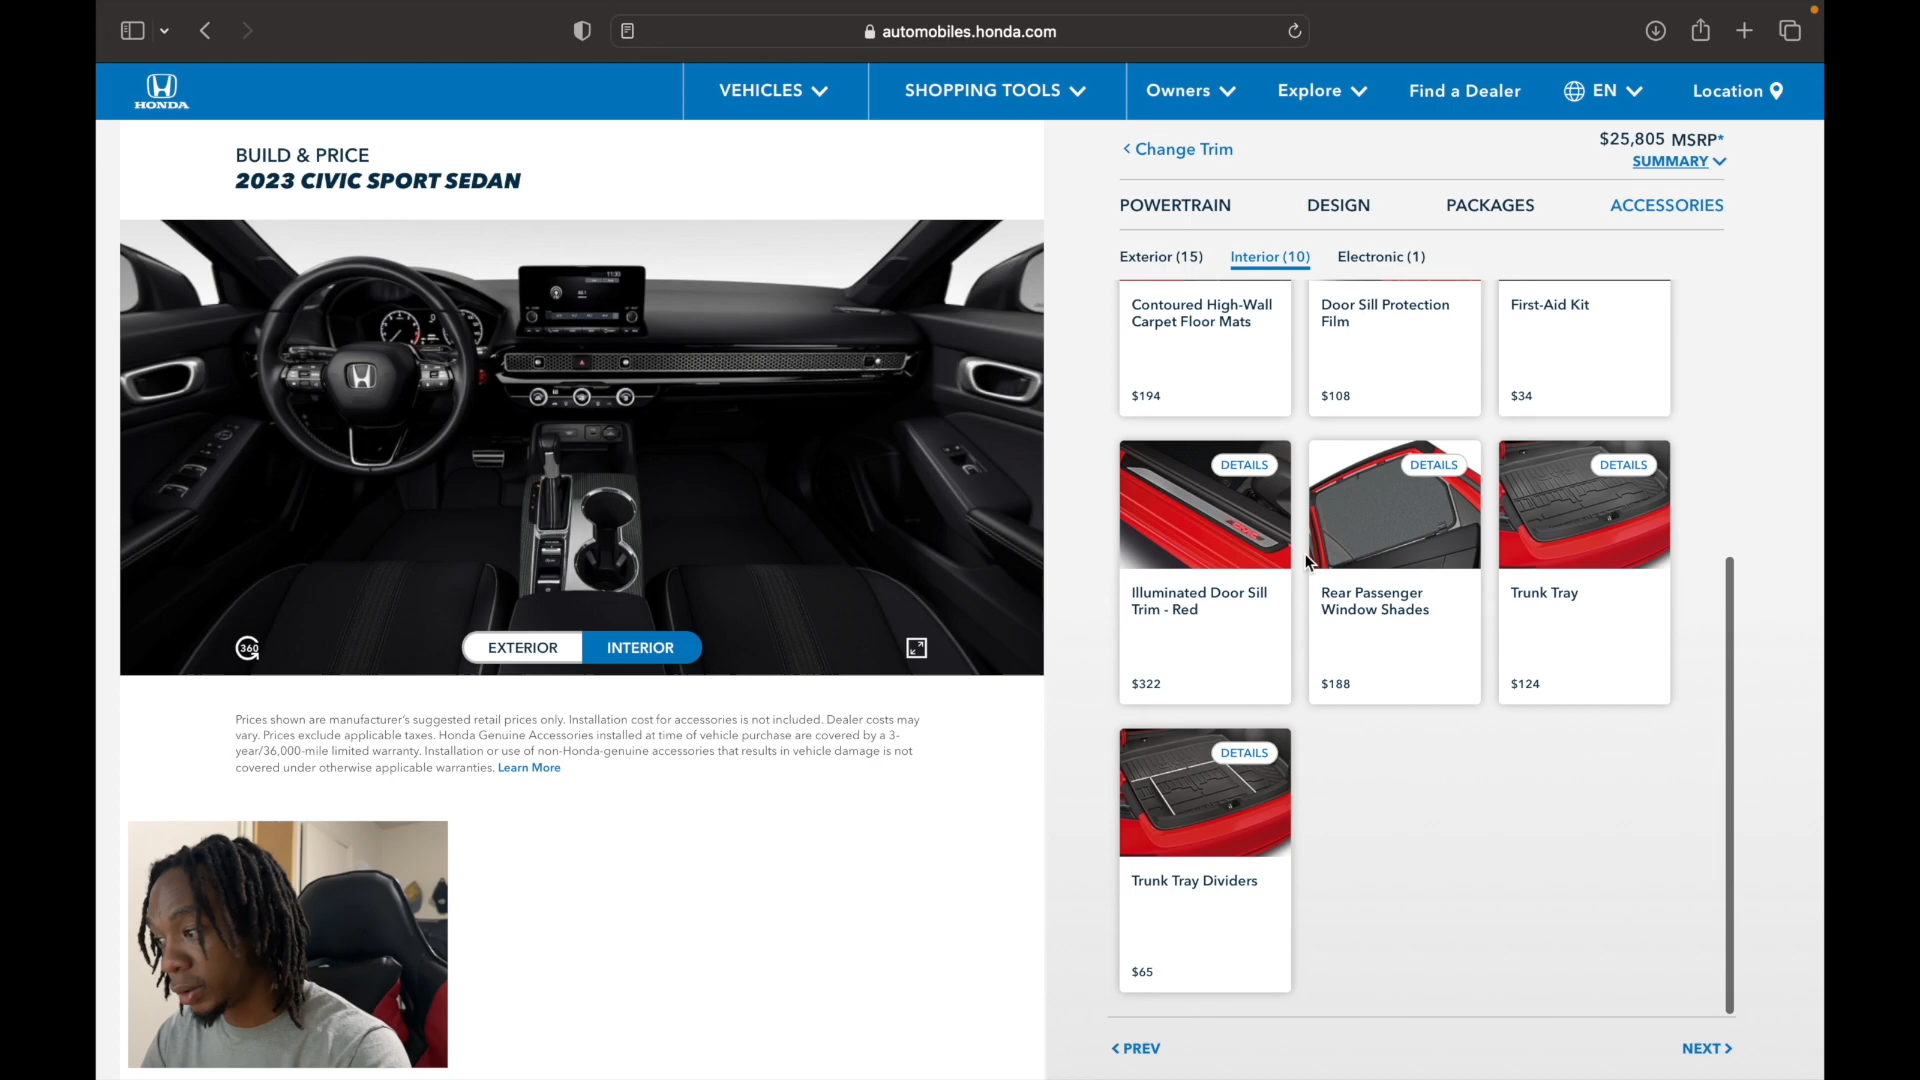 automobiles.honda.com
HONDA
VEHICLES
SHOPPING TOOLS
Owners
Explore
Find a Dealer
EN
Location
BUILD & PRICE
2023 CIVIC SPORT SEDAN
< Change Trim
$25,805 MSRP*
SUMMARY
POWERTRAIN
DESIGN
PACKAGES
ACCESSORIES
Exterior (15)
Interior (10)
Electronic (1)
Contoured High-Wall
Carpet Floor Mats
$194
Door Sill Protection
Film
$108
First-Aid Kit
$34
DETAILS
Illuminated Door Sill
Trim - Red
$322
DETAILS
Rear Passenger
Window Shades
$188
DETAILS
Trunk Tray
$124
DETAILS
Trunk Tray Dividers
$65
11:30
360
EXTERIOR
INTERIOR
Prices shown are manufacturer's suggested retail prices only. Installation cost for accessories is not included. Dealer costs may
vary. Prices exclude applicable taxes. Honda Genuine Accessories installed at time of vehicle purchase are covered by a 3-
year/36,000-mile limited warranty. Installation or use of non-Honda-genuine accessories that results in vehicle damage is not
covered under otherwise applicable warranties. Learn More
< PREV
NEXT >